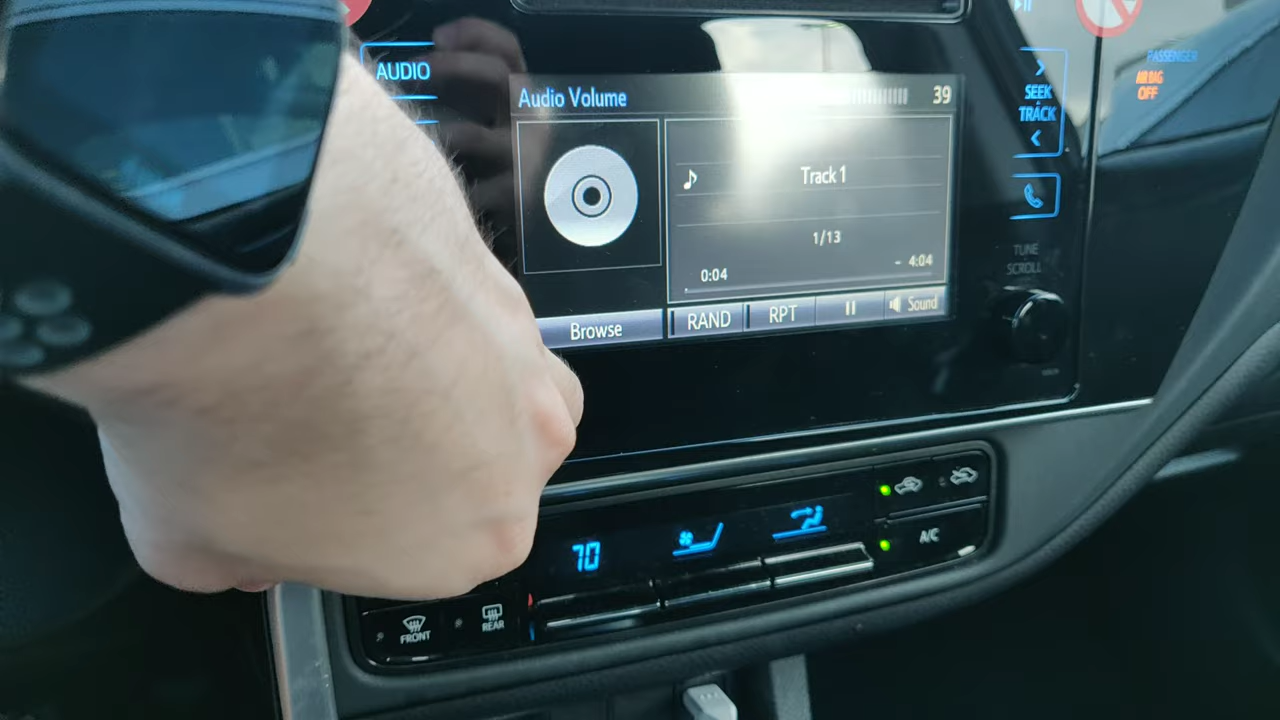 AUDIO
Audio Volume
39
Track 1
1/13
0:04
- 4:04
Browse
RAND
RPT
Sound
SEEK
TRACK
TUNE
SCROLL
PASSENGER
AIR BAG
OFF
70
A/C
FRONT
REAR